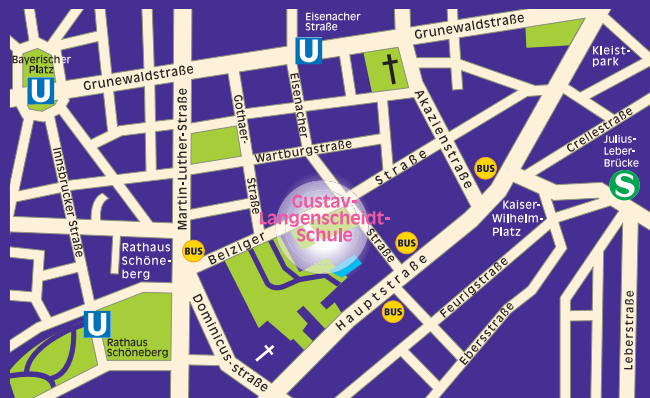 Eisenacher
Straße
U
Grunewaldstraße
Bayerischer
Platz
U
Grunewaldstraße
Kleist-
park
Martin-Luther-Straße
Gothaer-
Straße
Eisenacher
Straße
Akazienstraße
Crellestraße
Julius-
Leber-
Brücke
S
Innsbrucker Straße
Wartburgstraße
BUS
Gustav-
Langenscheidt-
Schule
Kaiser-
Wilhelm-
Platz
Rathaus
Schöne-
berg
BUS
Belziger Straße
BUS
Hauptstraße
BUS
Feurigstraße
Ebersstraße
Leberstraße
Dominicus-straße
U
Rathaus
Schöneberg